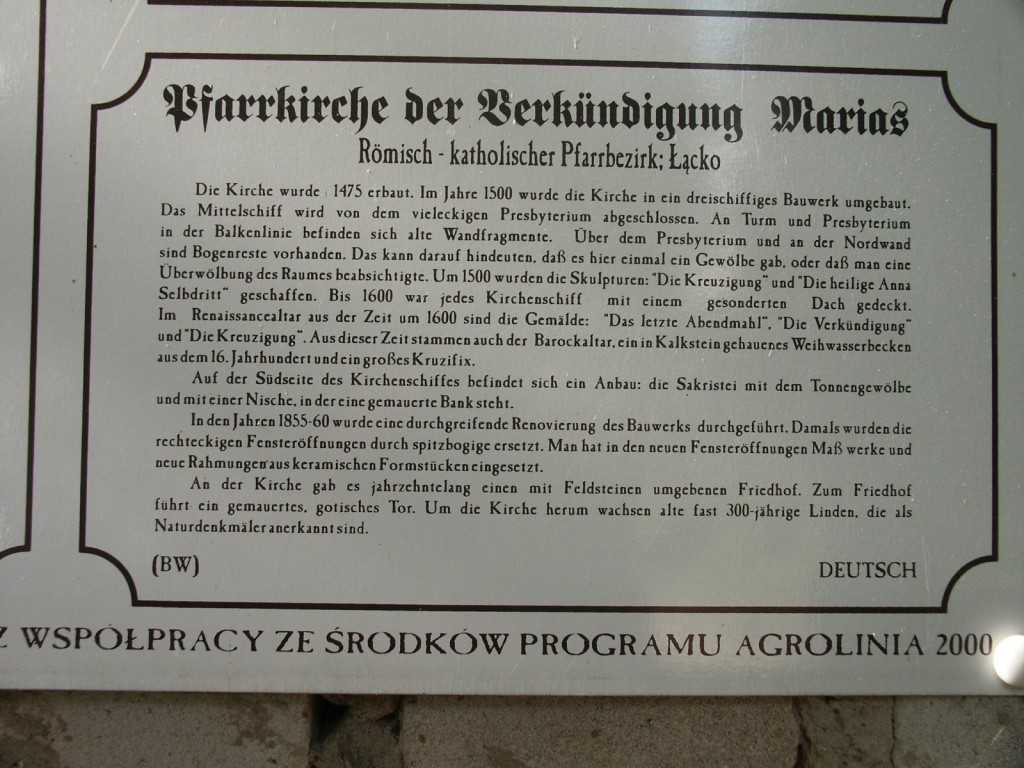 Pfarrkirche der Verkündigung Marias
Römisch - katholischer Pfarrbezirk; Łącko
Die Kirche wurde 1475 erbaut. Im Jahre 1500 wurde die Kirche in ein dreischiffiges Bauwerk umgebaut.
Das Mittelschiff wird von dem vieleckigen Presbyterium abgeschlossen. An Turm und Presbyterium
in der Balkenlinie befinden sich alte Wandfragmente. Über dem Presbyterium und an der Nordwand
sind Bogenreste vorhanden. Das kann darauf hindeuten, daß es hier einmal ein Gewölbe gab, oder daß man eine
Überwölbung des Raumes beabsichtigte. Um 1500 wurden die Skulpturen: "Die Kreuzigung" und "Die heilige Anna
Selbdritt" geschaffen. Bis 1600 war jedes Kirchenschiff mit einem gesonderten Dach gedeckt.
Im Renaissancealtar aus der Zeit um 1600 sind die Gemälde: "Das letzte Abendmahl", "Die Verkündigung"
und "Die Kreuzigung". Aus dieser Zeit stammen auch der Barockaltar, ein in Kalkstein gehauenes Weihwasserbecken
aus dem 16. Jahrhundert und ein großes Kruzifix.
Auf der Südseite des Kirchenschiffes befindet sich ein Anbau: die Sakristei mit dem Tonnengewölbe
und mit einer Nische, in der eine gemauerte Bank steht.
In den Jahren 1855-60 wurde eine durchgreifende Renovierung des Bauwerks durchgeführt. Damals wurden die
rechteckigen Fensteröffnungen durch spitzbogige ersetzt. Man hat in den neuen Fensteröffnungen Maß werke und
neue Rahmungen aus keramischen Formstücken eingesetzt.
An der Kirche gab es jahrzehntelang einen mit Feldsteinen umgebenen Friedhof. Zum Friedhof
führt ein gemauertes, gotisches Tor. Um die Kirche herum wachsen alte fast 300-jährige Linden, die als
Naturdenkmäler anerkannt sind.
(BW) DEUTSCH
Z WSPÓŁPRACY ZE ŚRODKÓW PROGRAMU AGROLINIA 2000